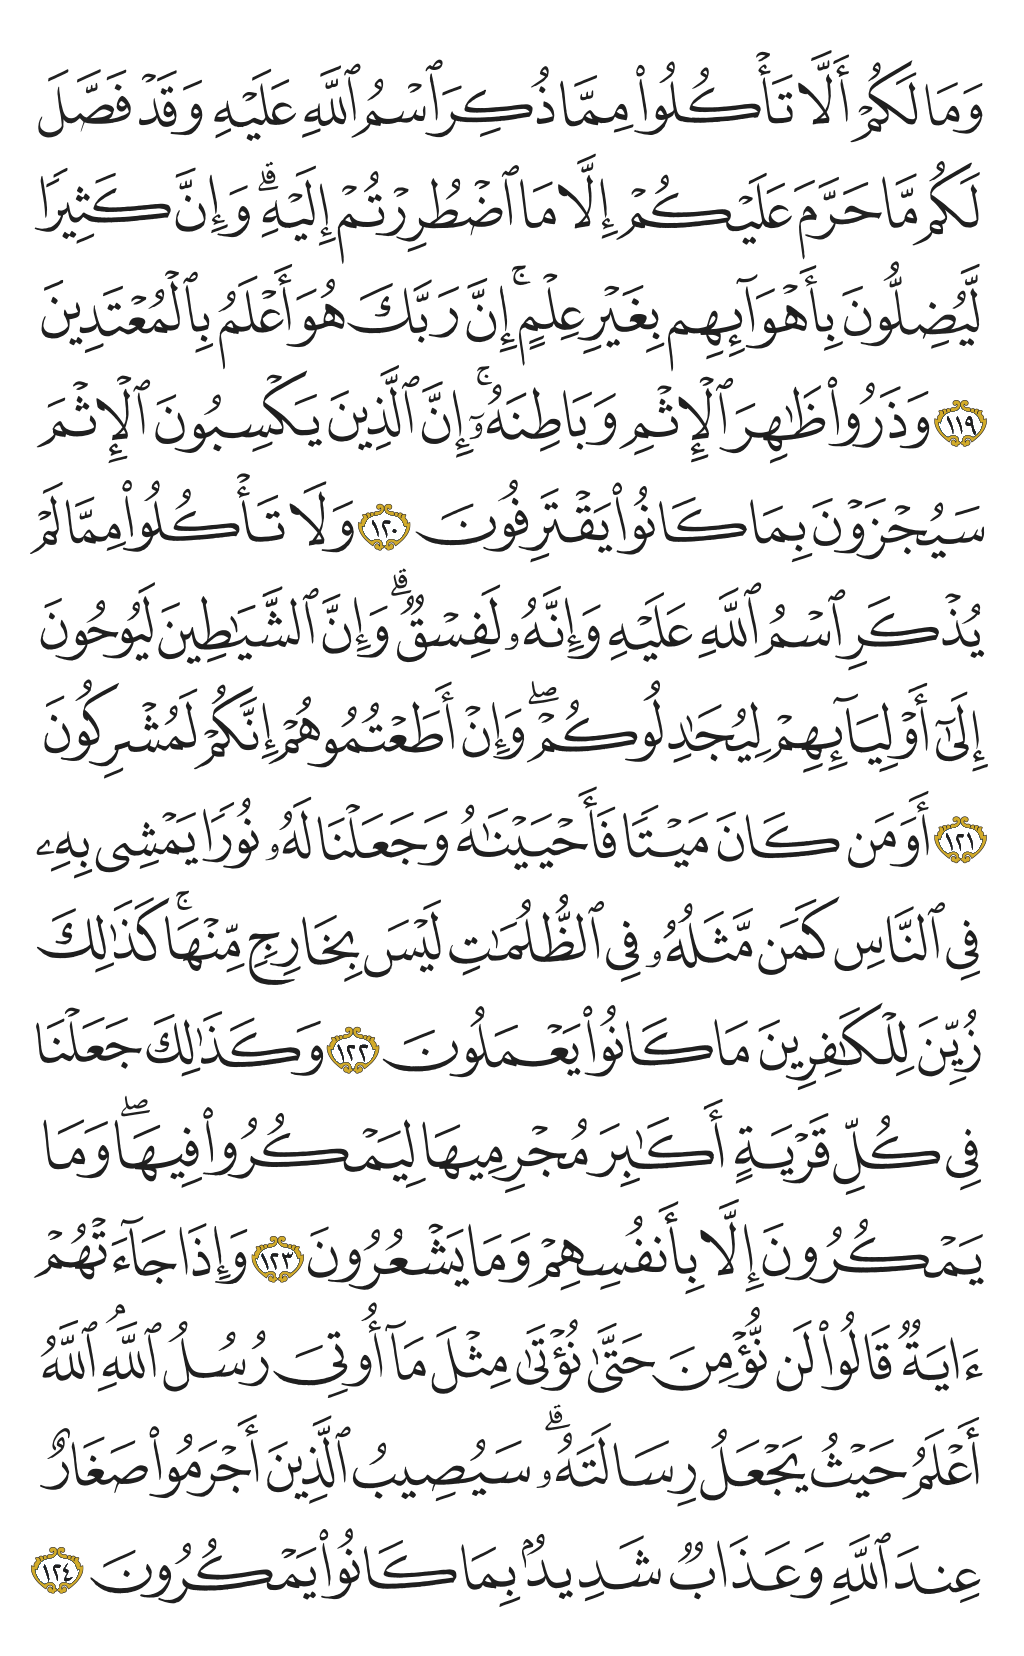 وَمَا لَكُمْ أَلَّا تَأْكُلُوا۟ مِمَّا ذُكِرَ ٱسْمُ ٱللَّهِ عَلَيْهِ وَقَدْ فَصَّلَ
لَكُم مَّا حَرَّمَ عَلَيْكُمْ إِلَّا مَا ٱضْطُرِرْتُمْ إِلَيْهِ ۗ وَإِنَّ كَثِيرًا
لَّيُضِلُّونَ بِأَهْوَآئِهِم بِغَيْرِ عِلْمٍ ۚ إِنَّ رَبَّكَ هُوَ أَعْلَمُ بِٱلْمُعْتَدِينَ
١١٩ وَذَرُوا۟ ظَٰهِرَ ٱلْإِثْمِ وَبَاطِنَهُۥٓ ۚ إِنَّ ٱلَّذِينَ يَكْسِبُونَ ٱلْإِثْمَ
سَيُجْزَوْنَ بِمَا كَانُوا۟ يَقْتَرِفُونَ ١٢٠ وَلَا تَأْكُلُوا۟ مِمَّا لَمْ
يُذْكَرِ ٱسْمُ ٱللَّهِ عَلَيْهِ وَإِنَّهُۥ لَفِسْقٌ ۗ وَإِنَّ ٱلشَّيَٰطِينَ لَيُوحُونَ
إِلَىٰٓ أَوْلِيَآئِهِمْ لِيُجَٰدِلُوكُمْ ۖ وَإِنْ أَطَعْتُمُوهُمْ إِنَّكُمْ لَمُشْرِكُونَ
١٢١ أَوَمَن كَانَ مَيْتًا فَأَحْيَيْنَٰهُ وَجَعَلْنَا لَهُۥ نُورًا يَمْشِى بِهِۦ
فِى ٱلنَّاسِ كَمَن مَّثَلُهُۥ فِى ٱلظُّلُمَٰتِ لَيْسَ بِخَارِجٍ مِّنْهَا ۚ كَذَٰلِكَ
زُيِّنَ لِلْكَٰفِرِينَ مَا كَانُوا۟ يَعْمَلُونَ ١٢٢ وَكَذَٰلِكَ جَعَلْنَا
فِى كُلِّ قَرْيَةٍ أَكَٰبِرَ مُجْرِمِيهَا لِيَمْكُرُوا۟ فِيهَا ۖ وَمَا
يَمْكُرُونَ إِلَّا بِأَنفُسِهِمْ وَمَا يَشْعُرُونَ ١٢٣ وَإِذَا جَآءَتْهُمْ
ءَايَةٌ قَالُوا۟ لَن نُّؤْمِنَ حَتَّىٰ نُؤْتَىٰ مِثْلَ مَآ أُوتِىَ رُسُلُ ٱللَّهِ ۘ ٱللَّهُ
أَعْلَمُ حَيْثُ يَجْعَلُ رِسَالَتَهُۥ ۗ سَيُصِيبُ ٱلَّذِينَ أَجْرَمُوا۟ صَغَارٌ
عِندَ ٱللَّهِ وَعَذَابٌ شَدِيدٌۢ بِمَا كَانُوا۟ يَمْكُرُونَ ١٢٤